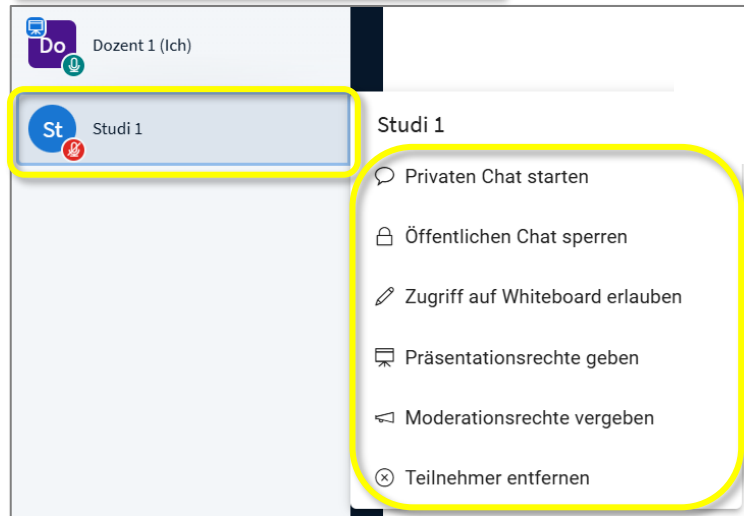 Do Dozent 1 (Ich)
St Studi 1
Studi 1
Privaten Chat starten
Öffentlichen Chat sperren
Zugriff auf Whiteboard erlauben
Präsentationsrechte geben
Moderationsrechte vergeben
Teilnehmer entfernen